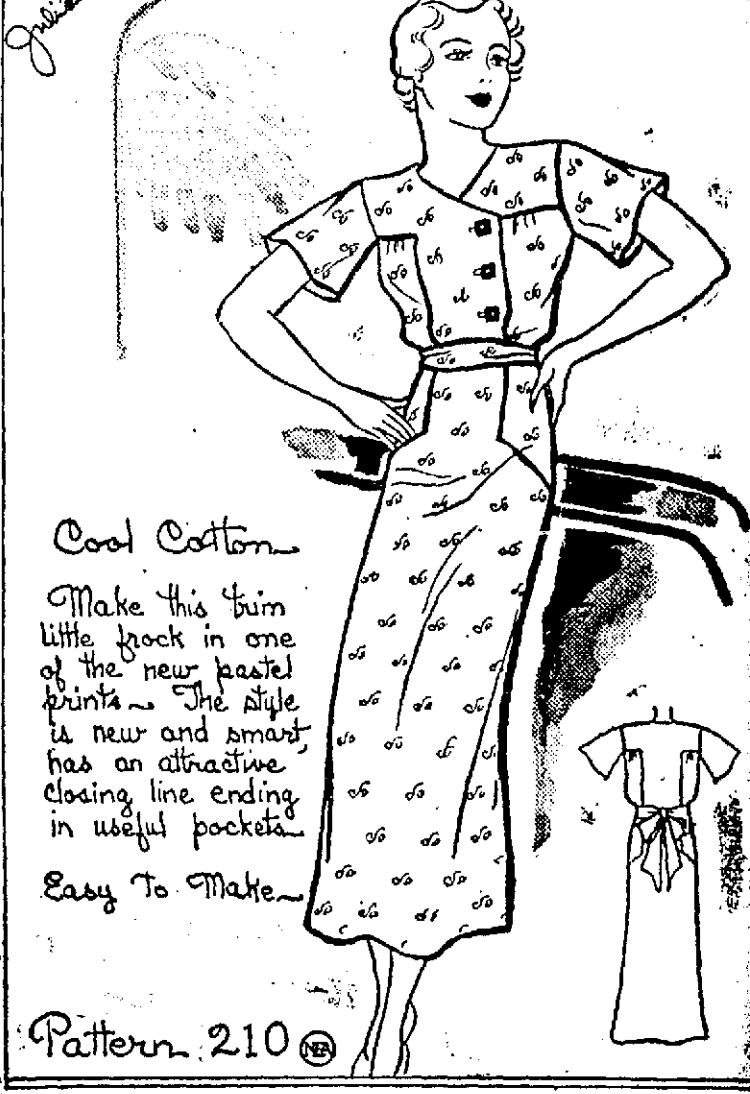 Cool Cotton
Make this trim
little frock in one
of the new pastel
prints~ The style
is new and smart,
has an attractive
closing line ending
in useful pockets
Easy To Make~
Pattern 210 NEA